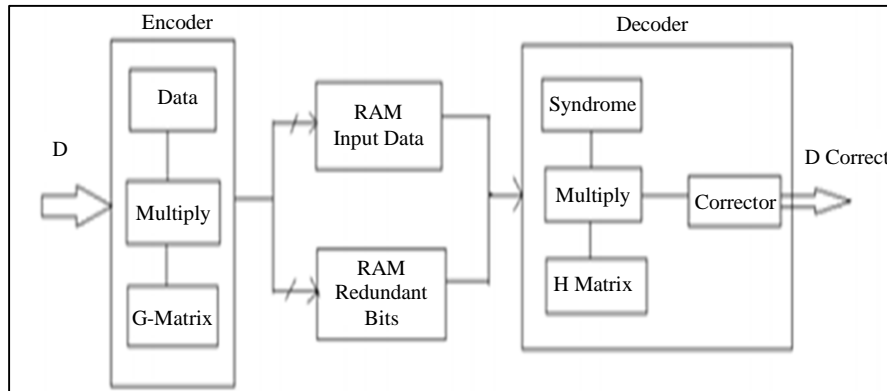 Encoder
Decoder
D
Data
Multiply
G-Matrix
RAM
Input Data
RAM
Redundant
Bits
Syndrome
Multiply
H Matrix
Corrector
D Correct